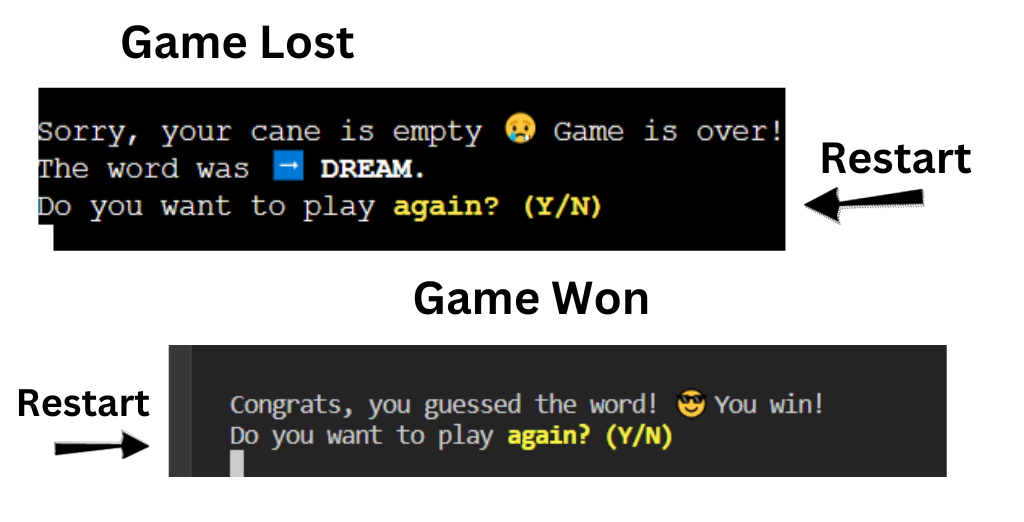 Game Lost
Sorry, your cane is empty 😢 Game is over!
The word was ➡️ DREAM.
Do you want to play again? (Y/N)
Restart
Game Won
Restart
Congrats, you guessed the word! 😎 You win!
Do you want to play again? (Y/N)